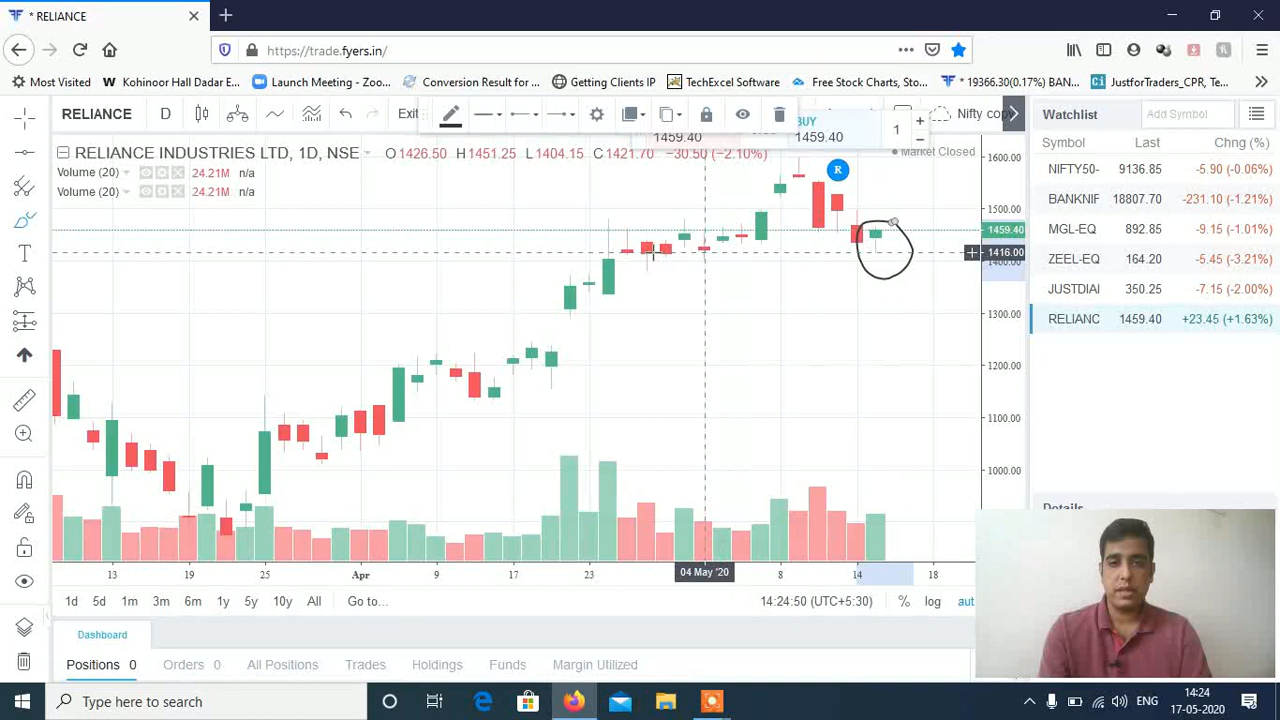 * RELIANCE
https://trade.fyers.in/
Most Visited
Kohinoor Hall Dadar E...
Launch Meeting - Zoo...
Conversion Result for ...
Getting Clients IP
TechExcel Software
Free Stock Charts, Sto...
* 19366.30(0.17%) BAN...
JustforTraders_CPR, Te...
RELIANCE D Exit
BUY
1459.40
1459.40
1
Nifty copy
RELIANCE INDUSTRIES LTD, 1D, NSE O1426.50 H1451.25 L1404.15 C1421.70 −30.50 (−2.10%)
Market Closed
Volume (20) 24.21M n/a
Volume (20) 24.21M n/a
R
1600.00
1500.00
1459.40
1416.00
1400.00
1300.00
1200.00
1100.00
1000.00
13 19 25 Apr 9 17 23 04 May '20 8 14 18
1d 5d 1m 3m 6m 1y 5y 10y All Go to... 14:24:50 (UTC+5:30) % log aut
Watchlist Add Symbol
Symbol Last Chng (%)
NIFTY50- 9136.85 -5.90 (-0.06%)
BANKNIF 18807.70 -231.10 (-1.21%)
MGL-EQ 892.85 -9.15 (-1.01%)
ZEEL-EQ 164.20 -5.45 (-3.21%)
JUSTDIAI 350.25 -7.15 (-2.00%)
RELIANC 1459.40 +23.45 (+1.63%)
Details
Dashboard
Positions 0 Orders 0 All Positions Trades Holdings Funds Margin Utilized
Type here to search
ENG
14:24
17-05-2020